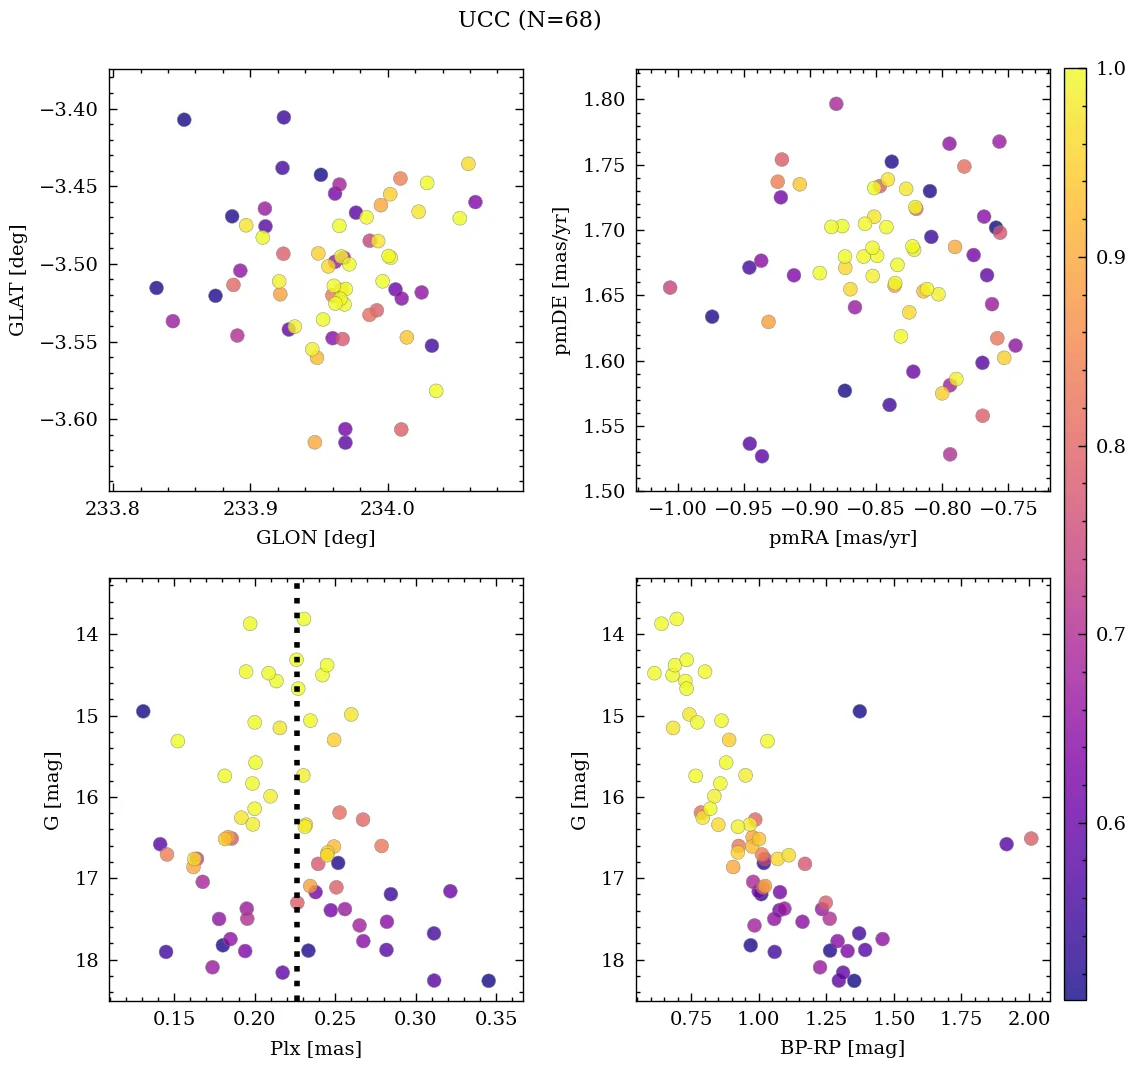 UCC (N=68)
−3.40
−3.45
−3.50
−3.55
−3.60
GLAT [deg]
233.8 233.9 234.0
GLON [deg]
1.80
1.75
1.70
1.65
1.60
1.55
1.50
pmDE [mas/yr]
−1.00 −0.95 −0.90 −0.85 −0.80 −0.75
pmRA [mas/yr]
1.0
0.9
0.8
0.7
0.6
14
15
16
17
18
G [mag]
0.15 0.20 0.25 0.30 0.35
Plx [mas]
14
15
16
17
18
G [mag]
0.75 1.00 1.25 1.50 1.75 2.00
BP-RP [mag]